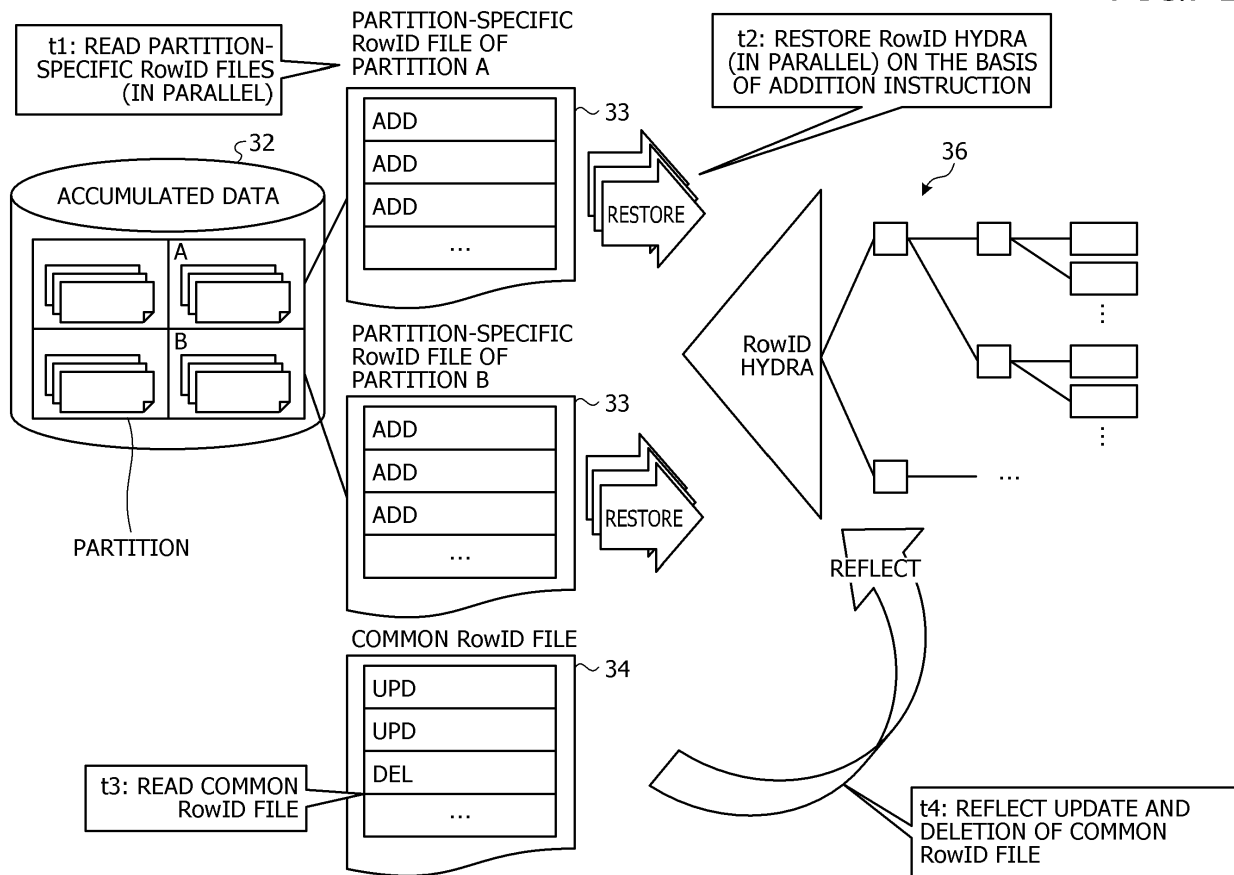 t1: READ PARTITION-
SPECIFIC RowID FILES
(IN PARALLEL)
PARTITION-SPECIFIC
RowID FILE OF
PARTITION A
t2: RESTORE RowID HYDRA
(IN PARALLEL) ON THE BASIS
OF ADDITION INSTRUCTION
33
ADD
ADD
ADD
...
RESTORE
32
ACCUMULATED DATA
A
B
PARTITION
36
RowID
HYDRA
...
...
...
PARTITION-SPECIFIC
RowID FILE OF
PARTITION B
33
ADD
ADD
ADD
...
RESTORE
REFLECT
COMMON RowID FILE
34
UPD
UPD
DEL
...
t3: READ COMMON
RowID FILE
t4: REFLECT UPDATE AND
DELETION OF COMMON
RowID FILE